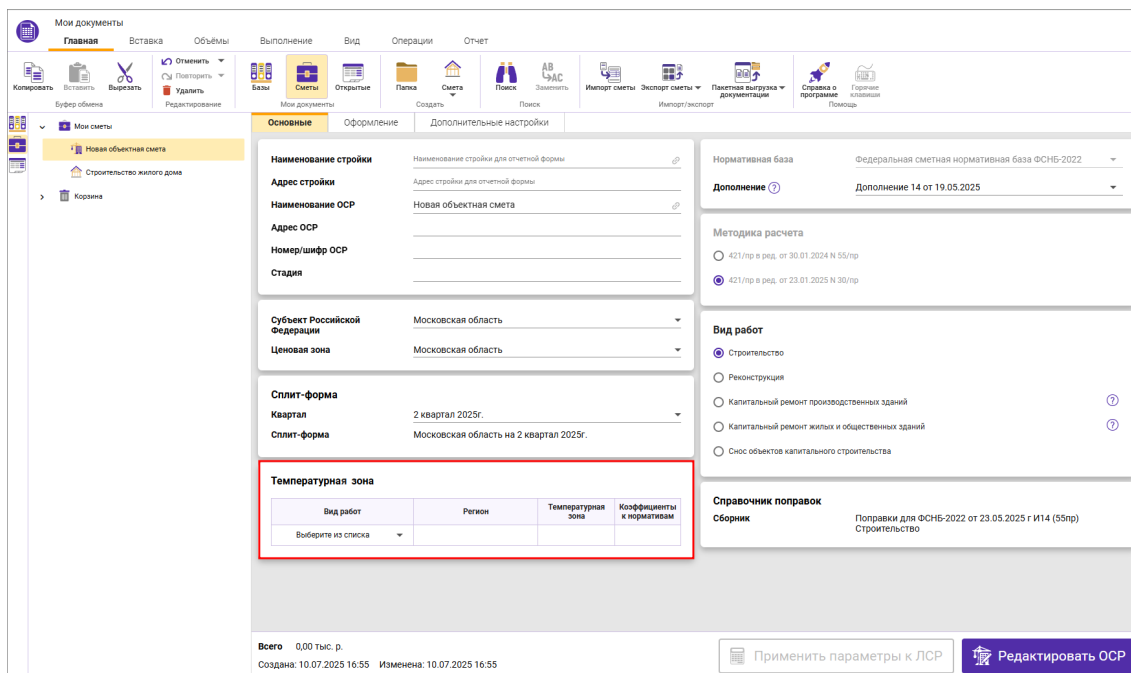 Мои документы
Главная Вставка Объёмы Выполнение Вид Операции Отчет
Копировать Вставить Вырезать Отменить Повторить Удалить Базы Сметы Открытые Папка Смета Поиск Заменить Импорт сметы Экспорт сметы Пакетная выгрузка документации Справка о программе Горячие клавиши
AB
AC
Буфер обмена Редактирование Мои документы Создать Поиск Импорт/экспорт Помощь
Мои сметы
Новая объектная смета
Строительство жилого дома
Корзина
Основные Оформление Дополнительные настройки
Наименование стройки Наименование стройки для отчетной формы
Адрес стройки Адрес стройки для отчетной формы
Наименование ОСР Новая объектная смета
Адрес ОСР
Номер/шифр ОСР
Стадия
Субъект Российской
Федерации Московская область
Ценовая зона Московская область
Сплит-форма
Квартал 2 квартал 2025г.
Сплит-форма Московская область на 2 квартал 2025г.
Температурная зона
Вид работ Регион Температурная зона Коэффициенты к нормативам
Выберите из списка
Нормативная база Федеральная сметная нормативная база ФСНБ-2022
Дополнение ? Дополнение 14 от 19.05.2025
Методика расчета
421/пр в ред. от 30.01.2024 N 55/пр
421/пр в ред. от 23.01.2025 N 30/пр
Вид работ
Строительство
Реконструкция
Капитальный ремонт производственных зданий ?
Капитальный ремонт жилых и общественных зданий ?
Снос объектов капитального строительства
Справочник поправок
Сборник Поправки для ФСНБ-2022 от 23.05.2025 г И14 (55пр)
Строительство
Всего 0,00 тыс. р.
Создана: 10.07.2025 16:55 Изменена: 10.07.2025 16:55
Применить параметры к ЛСР Редактировать ОСР